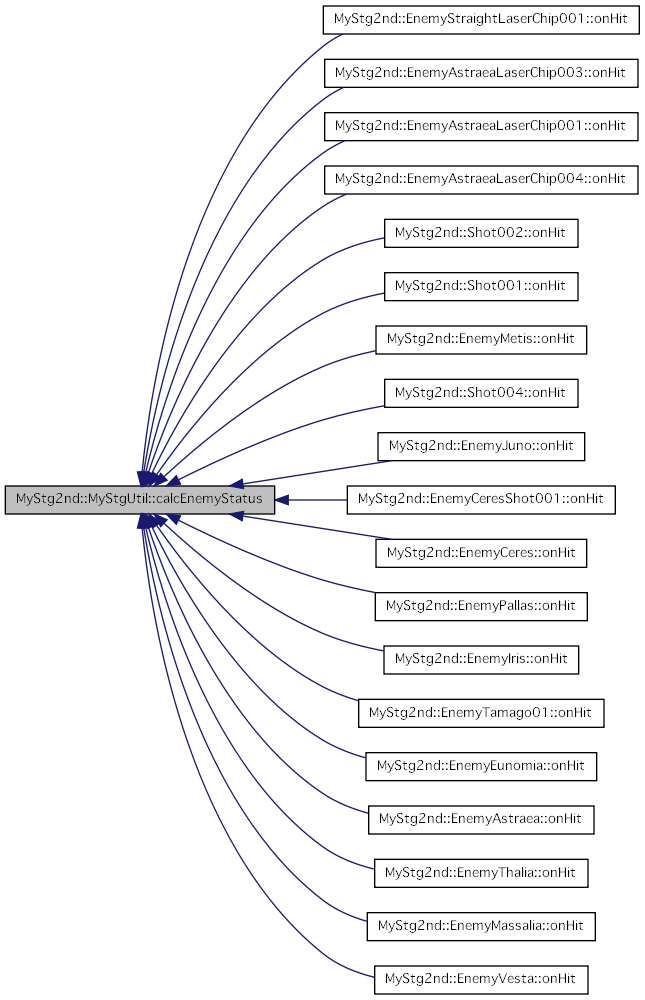 MyStg2nd::EnemyStraightLaserChip001::onHit
MyStg2nd::EnemyAstraeaLaserChip003::onHit
MyStg2nd::EnemyAstraeaLaserChip001::onHit
MyStg2nd::EnemyAstraeaLaserChip004::onHit
MyStg2nd::Shot002::onHit
MyStg2nd::Shot001::onHit
MyStg2nd::EnemyMetis::onHit
MyStg2nd::Shot004::onHit
MyStg2nd::EnemyJuno::onHit
MyStg2nd::MyStgUtil::calcEnemyStatus
MyStg2nd::EnemyCeresShot001::onHit
MyStg2nd::EnemyCeres::onHit
MyStg2nd::EnemyPallas::onHit
MyStg2nd::EnemyIris::onHit
MyStg2nd::EnemyTamago01::onHit
MyStg2nd::EnemyEunomia::onHit
MyStg2nd::EnemyAstraea::onHit
MyStg2nd::EnemyThalia::onHit
MyStg2nd::EnemyMassalia::onHit
MyStg2nd::EnemyVesta::onHit